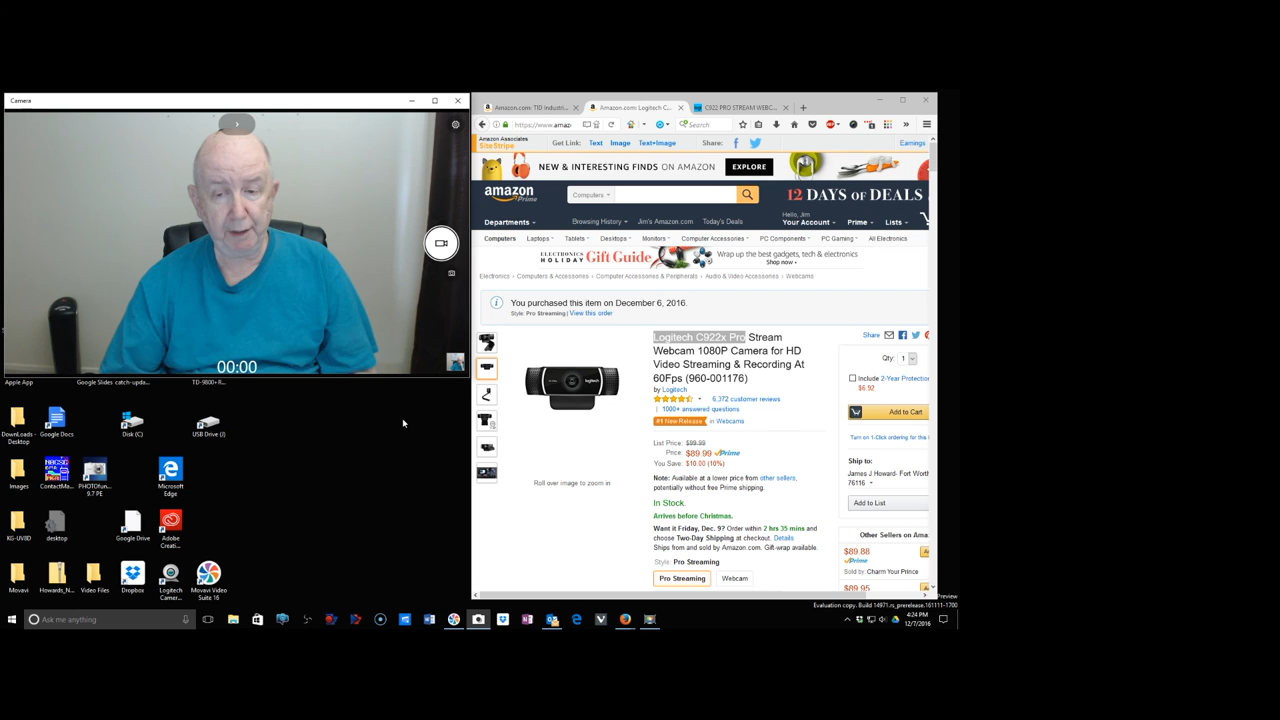 Camera
00:00
Apple App
Google Slides catch-upda...
TD-9800+ R...
DownLoads - Desktop
Google Docs
Disk (C)
USB Drive (J)
Images
ContactMa...
PHOTOfun... 9.7 PE
Microsoft Edge
KG-UV8D
desktop
Google Drive
Adobe Creati...
Movavi
Howards_N...
Video Files
Dropbox
Logitech Camer...
Movavi Video Suite 16
Ask me anything
Amazon.com: TID Industri...
Amazon.com: Logitech C...
C922 PRO STREAM WEBC...
https://www.amaz
Search
Amazon Associates
SiteStripe
Get Link: Text Image Text+Image Share: Earnings
NEW & INTERESTING FINDS ON AMAZON EXPLORE
amazon Prime
Computers
12 DAYS OF DEALS
Hello, Jim
Departments Browsing History Jim's Amazon.com Today's Deals Your Account Prime Lists
Computers Laptops Tablets Desktops Monitors Computer Accessories PC Components PC Gaming All Electronics
ELECTRONICS HOLIDAY Gift Guide Wrap up the best gadgets, tech & electronics
Shop now
Electronics › Computers & Accessories › Computer Accessories & Peripherals › Audio & Video Accessories › Webcams
You purchased this item on December 6, 2016.
Style: Pro Streaming | View this order
Logitech C922x Pro Stream
Webcam 1080P Camera for HD
Video Streaming & Recording At
60Fps (960-001176)
by Logitech
6,372 customer reviews
| 1000+ answered questions
#1 New Release in Webcams
List Price: $99.99
Price: $89.99 Prime
You Save: $10.00 (10%)
Note: Available at a lower price from other sellers,
potentially without free Prime shipping.
In Stock.
Arrives before Christmas.
Want it Friday, Dec. 9? Order within 2 hrs 35 mins and
choose Two-Day Shipping at checkout. Details
Ships from and sold by Amazon.com. Gift-wrap available.
Style: Pro Streaming
Pro Streaming Webcam
logitech
Roll over image to zoom in
Share
Qty: 1
Include 2-Year Protectio
$6.92
Add to Cart
Turn on 1-Click ordering for this
Ship to:
James J Howard- Fort Worth
76116
Add to List
Other Sellers on Ama
$89.88
Prime
Sold by: Charm Your Prince
$89.95
Preview
Evaluation copy. Build 14971.rs_prerelease.161111-1700
4:24 PM
12/7/2016